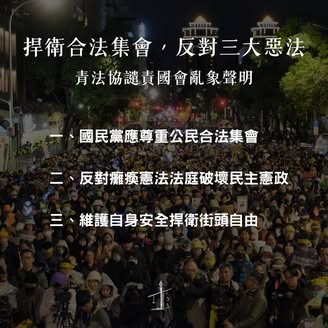 捍衛合法集會，反對三大惡法
青法協譴責國會亂象聲明
一、國民黨應尊重公民合法集會
二、反對癱瘓憲法法庭破壞民主憲政
三、維護自身安全捍衛街頭自由